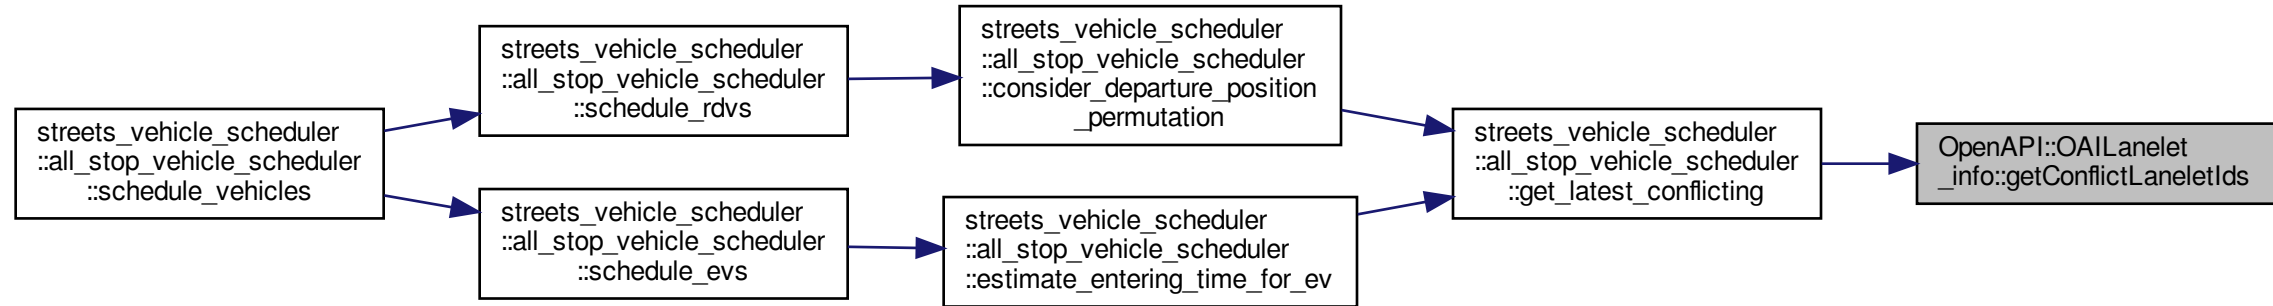 streets_vehicle_scheduler
::all_stop_vehicle_scheduler
::schedule_vehicles
streets_vehicle_scheduler
::all_stop_vehicle_scheduler
::schedule_rdvs
streets_vehicle_scheduler
::all_stop_vehicle_scheduler
::consider_departure_position
_permutation
streets_vehicle_scheduler
::all_stop_vehicle_scheduler
::schedule_evs
streets_vehicle_scheduler
::all_stop_vehicle_scheduler
::estimate_entering_time_for_ev
streets_vehicle_scheduler
::all_stop_vehicle_scheduler
::get_latest_conflicting
OpenAPI::OAILanelet
_info::getConflictLaneletIds